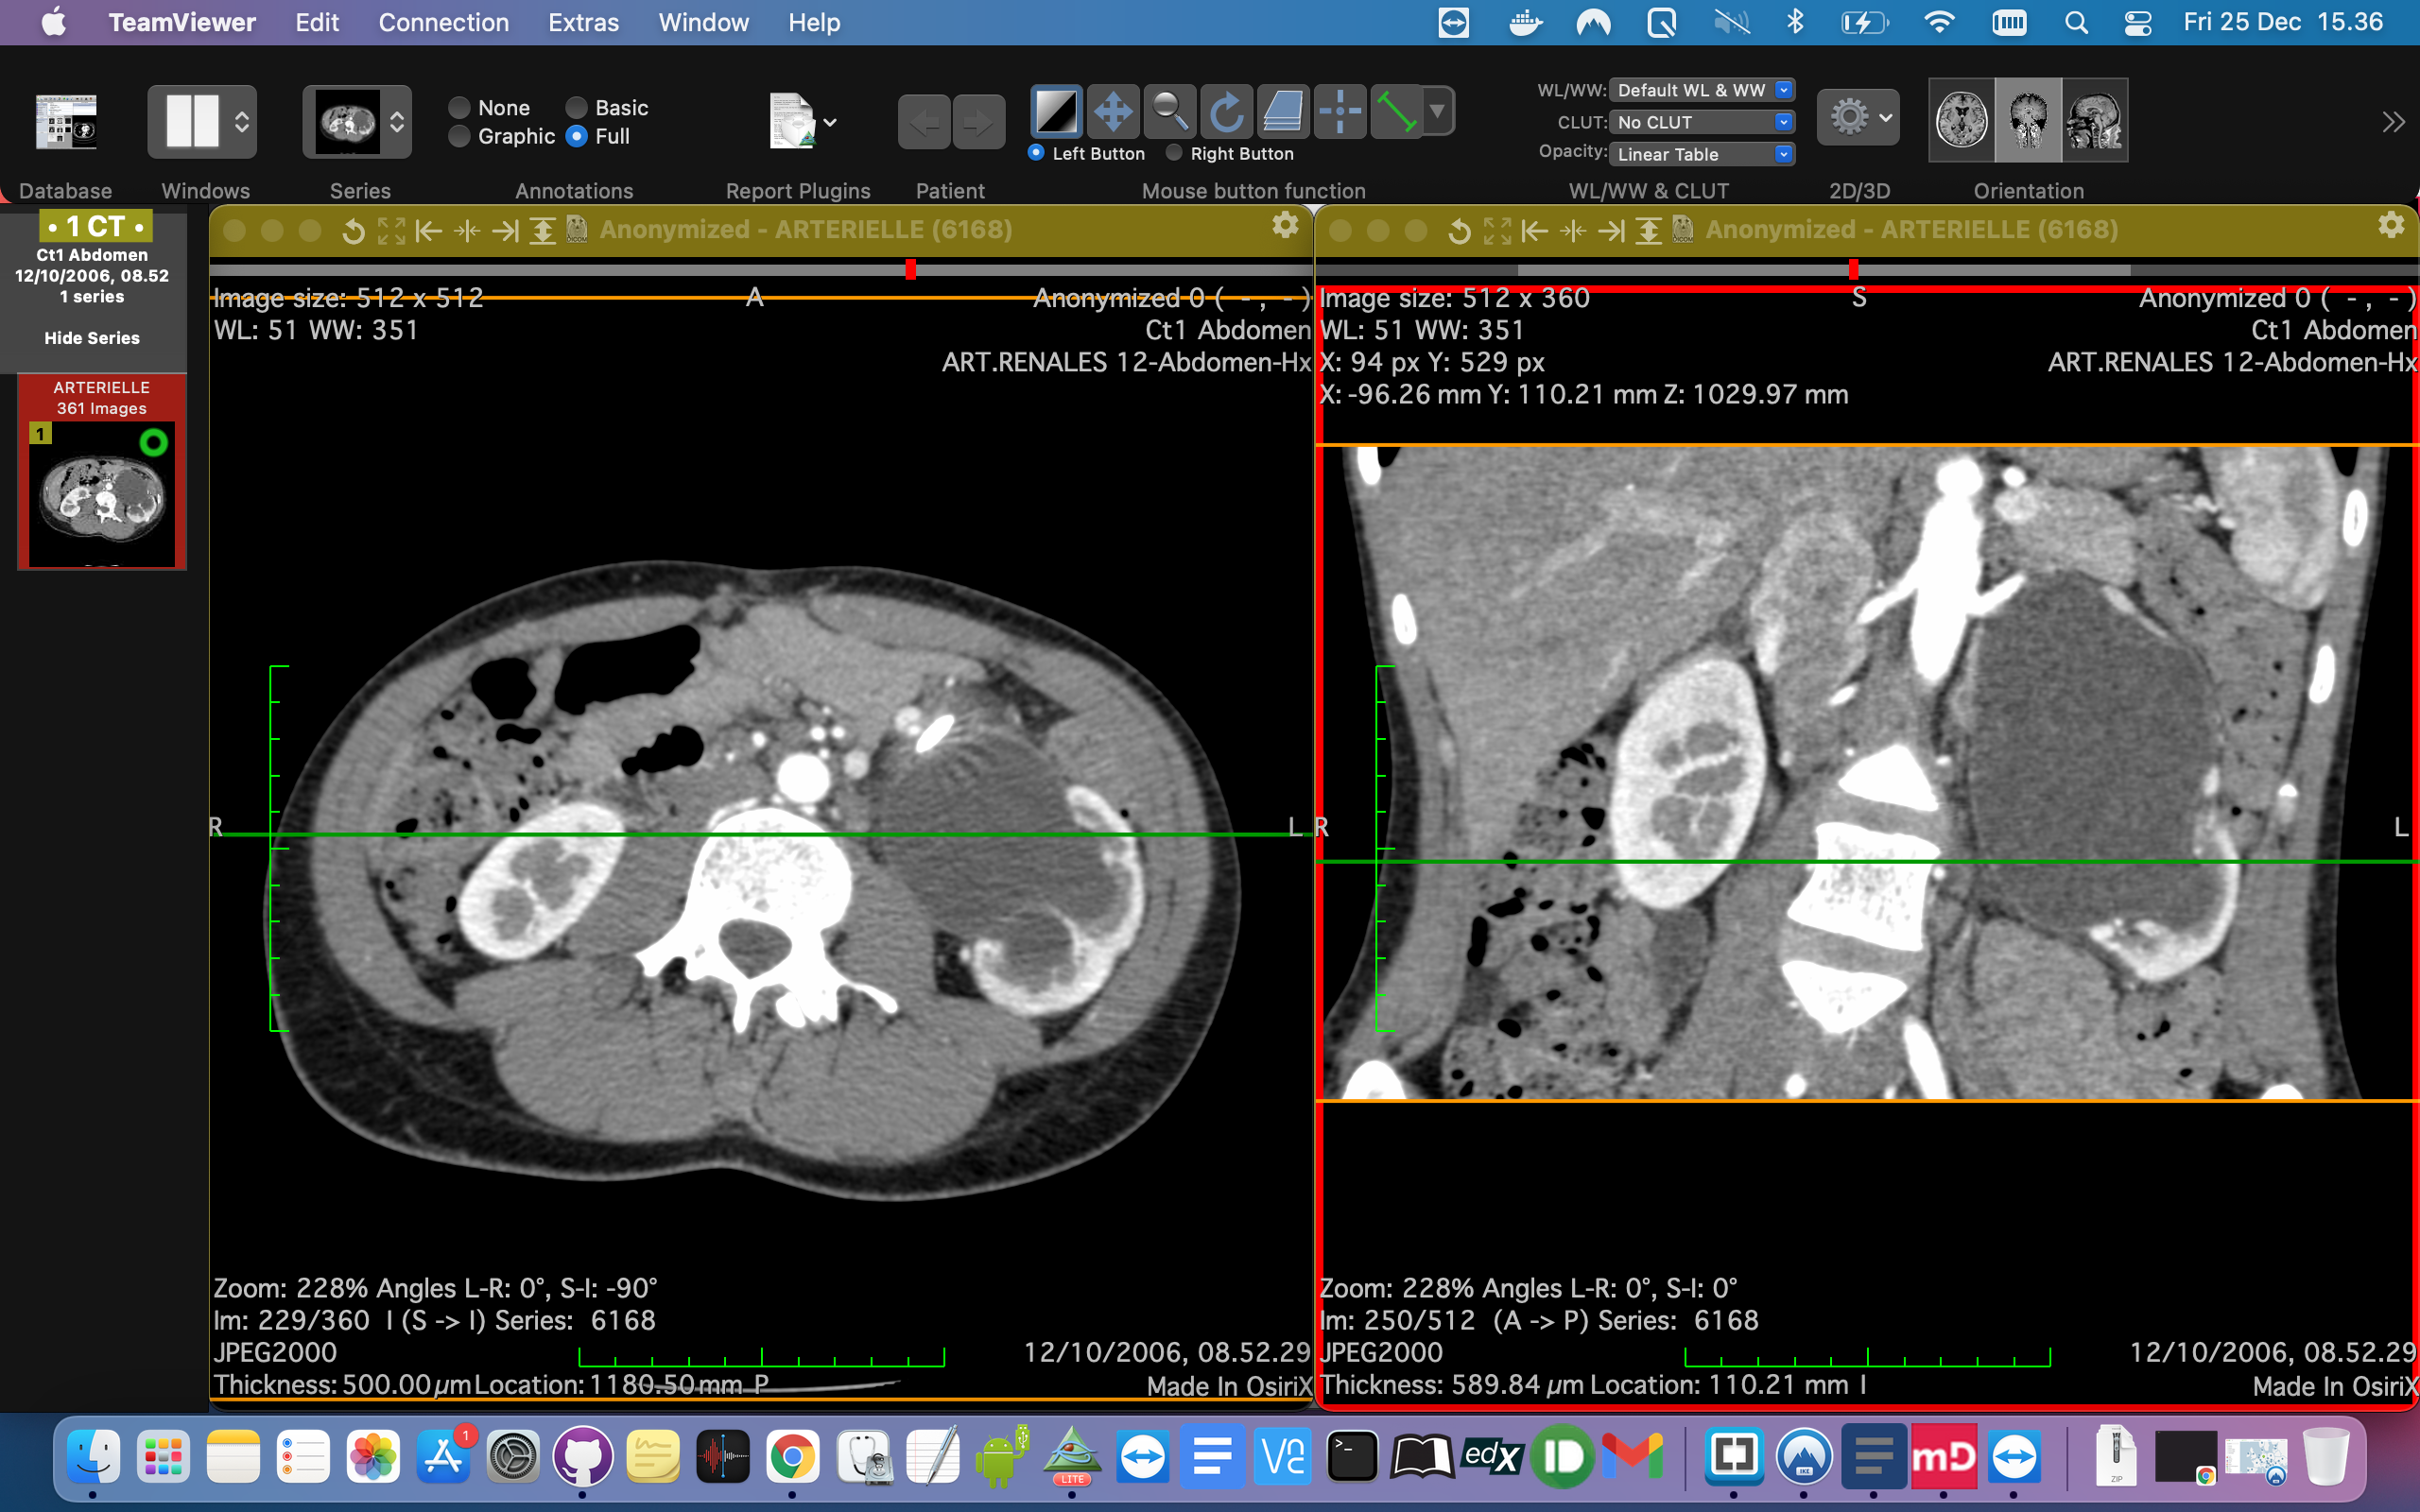 TeamViewer Edit Connection Extras Window Help Fri 25 Dec 15.36
None Basic
Graphic Full
Left Button Right Button
WL/WW: Default WL & WW
CLUT: No CLUT
Opacity: Linear Table
Database Windows Series Annotations Report Plugins Patient Mouse button function WL/WW & CLUT 2D/3D Orientation
• 1 CT •
Ct1 Abdomen
12/10/2006, 08.52
1 series
Hide Series
ARTERIELLE
361 Images
1
Anonymized - ARTERIELLE (6168)
Image size: 512 x 512
WL: 51 WW: 351
A
Anonymized 0 ( - , - )
Ct1 Abdomen
ART.RENALES 12-Abdomen-Hx
R
L
Zoom: 228% Angles L-R: 0°, S-I: -90°
Im: 229/360 I (S -> I) Series: 6168
JPEG2000
Thickness: 500.00 µm Location: 1180.50 mm P
12/10/2006, 08.52.29
Made In OsiriX
Anonymized - ARTERIELLE (6168)
Image size: 512 x 360
WL: 51 WW: 351
X: 94 px Y: 529 px
X: -96.26 mm Y: 110.21 mm Z: 1029.97 mm
S
Anonymized 0 ( - , - )
Ct1 Abdomen
ART.RENALES 12-Abdomen-Hx
R
L
Zoom: 228% Angles L-R: 0°, S-I: 0°
Im: 250/512 (A -> P) Series: 6168
JPEG2000
Thickness: 589.84 µm Location: 110.21 mm I
12/10/2006, 08.52.29
Made In OsiriX
1
LITE
edX
mD
ZIP